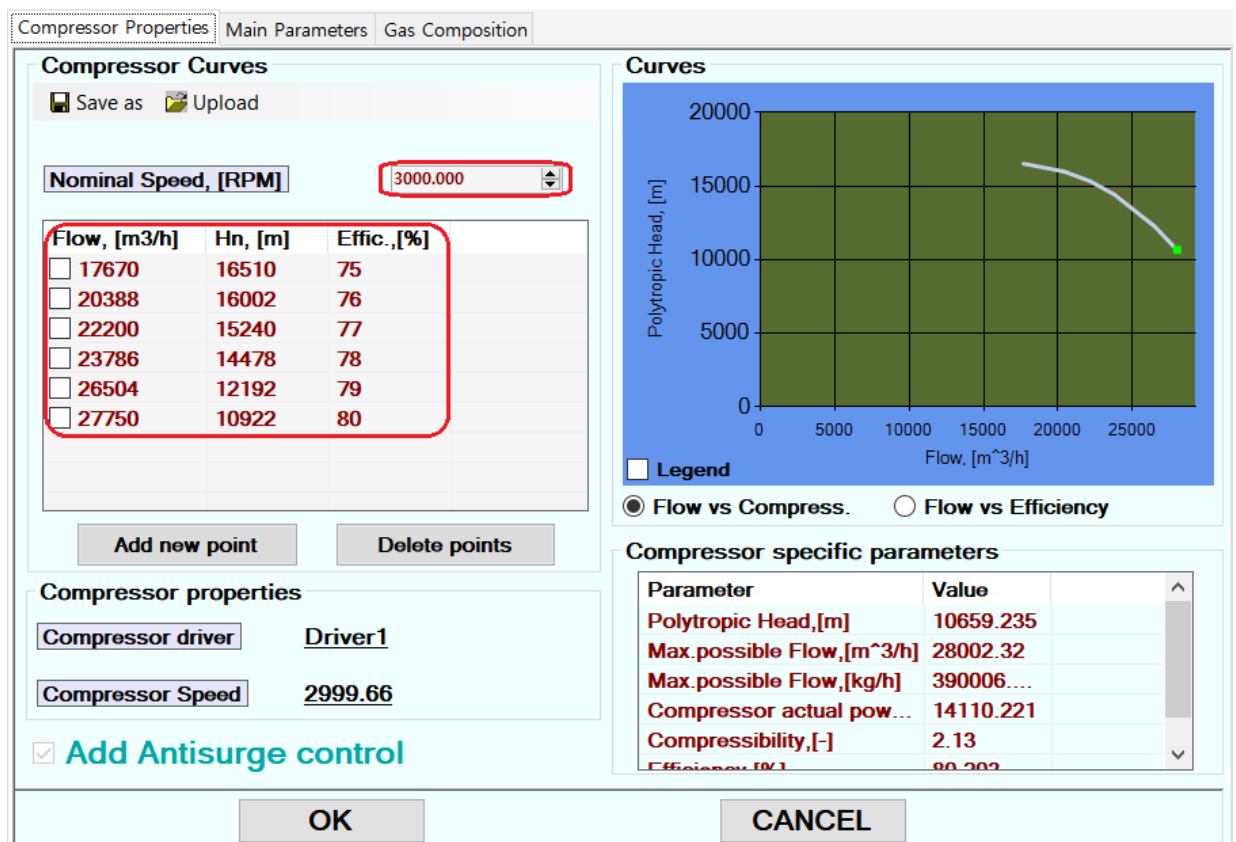 Compressor Properties Main Parameters Gas Composition
Compressor Curves
Save as Upload
Nominal Speed, [RPM] 3000.000
Flow, [m3/h] Hn, [m] Effic.,[%]
17670 16510 75
20388 16002 76
22200 15240 77
23786 14478 78
26504 12192 79
27750 10922 80
Add new point Delete points
Compressor properties
Compressor driver Driver1
Compressor Speed 2999.66
Add Antisurge control
Curves
Polytropic Head, [m]
20000
15000
10000
5000
0
0 5000 10000 15000 20000 25000
Flow, [m^3/h]
Legend
Flow vs Compress. Flow vs Efficiency
Compressor specific parameters
Parameter Value
Polytropic Head,[m] 10659.235
Max.possible Flow,[m^3/h] 28002.32
Max.possible Flow,[kg/h] 390006....
Compressor actual pow... 14110.221
Compressibility,[-] 2.13
Efficiency,[%]
OK CANCEL